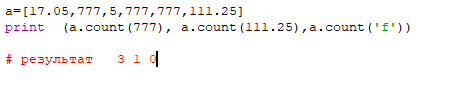 a=[17.05,777,5,777,777,111.25]
print  (a.count(777), a.count(111.25),a.count('f'))
# результат   3 1 0